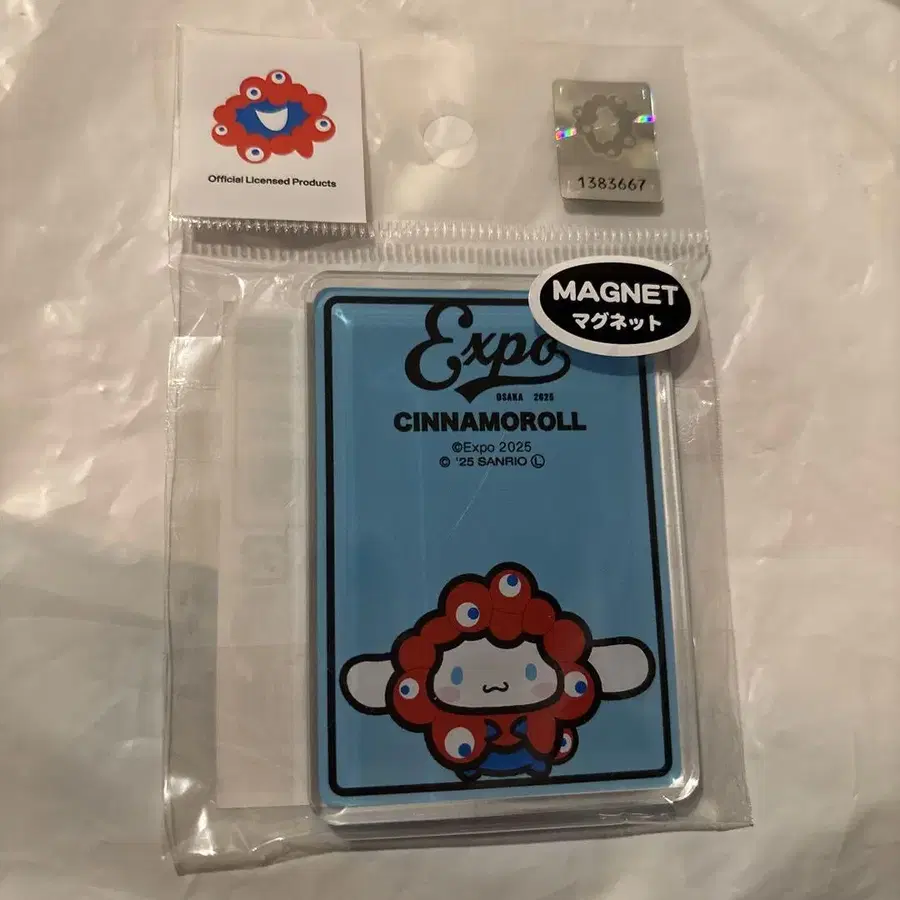 Official Licensed Products
1383667
MAGNET
マグネット
Expo
OSAKA 2025
CINNAMOROLL
©Expo 2025
© '25 SANRIO Ⓛ